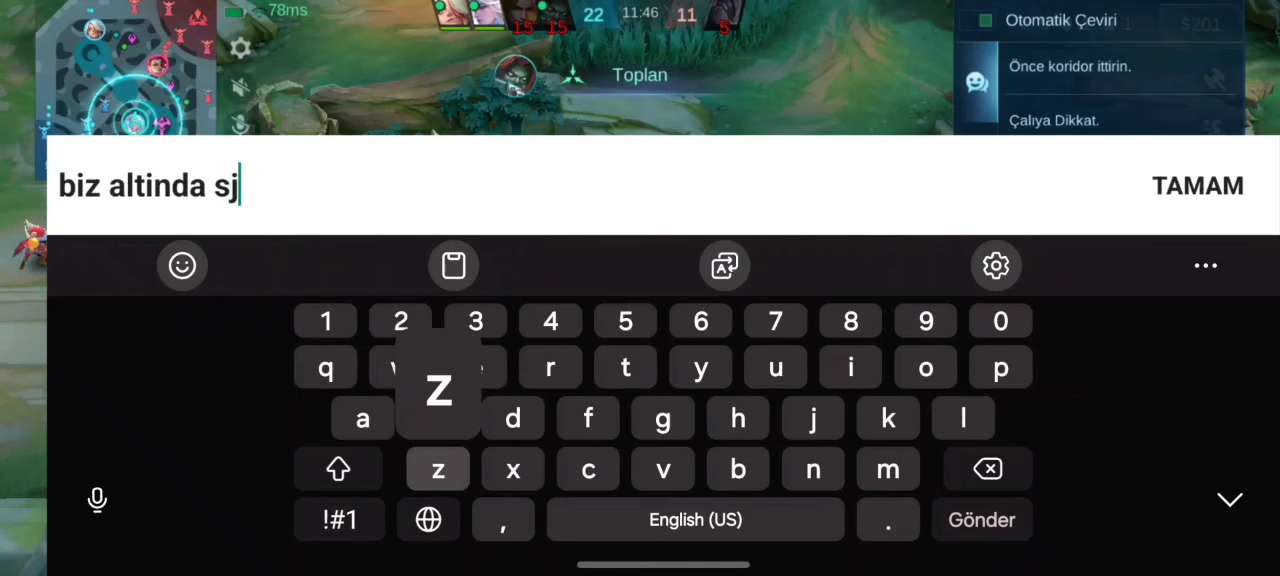 78ms
15 15 22 11:46 11 5
Toplan
Otomatik Çeviri
$201
Önce koridor ittirin.
Çalıya Dikkat.
biz altinda sj
TAMAM
1 2 3 4 5 6 7 8 9 0
q r t y u i o p
z
a d f g h j k l
z x c v b n m
!#1 , English (US) . Gönder